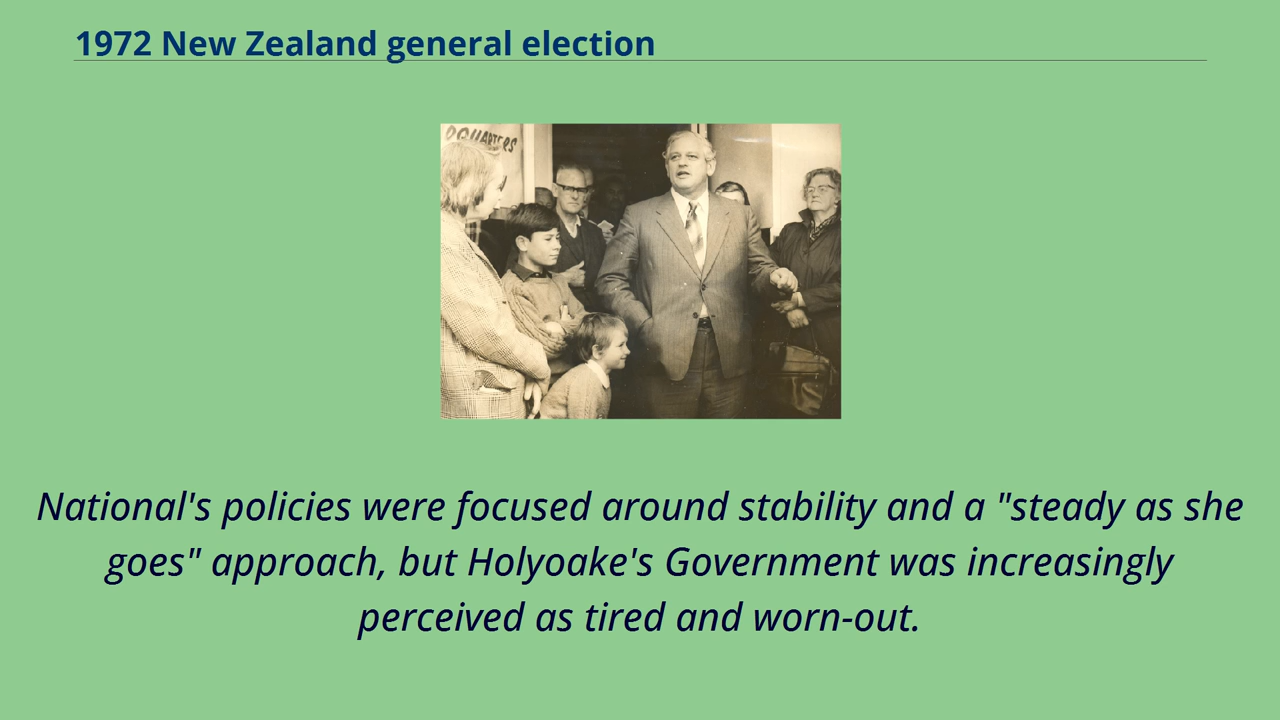 1972 New Zealand general election
DQUARTERS
National's policies were focused around stability and a "steady as she
goes" approach, but Holyoake's Government was increasingly
perceived as tired and worn-out.